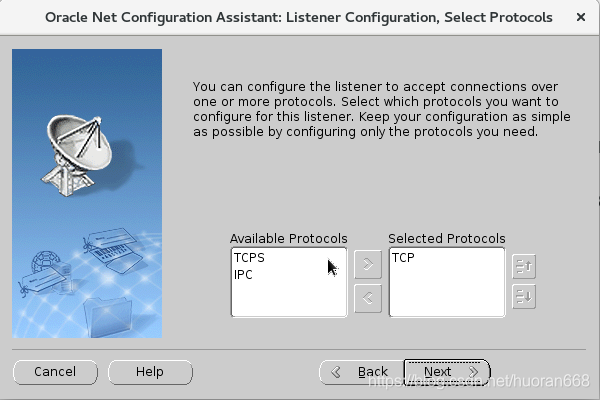 Oracle Net Configuration Assistant: Listener Configuration, Select Protocols
You can configure the listener to accept connections over
one or more protocols. Select which protocols you want to
configure for this listener. Keep your configuration as simple
as possible by configuring only the protocols you need.
Available Protocols
Selected Protocols
TCPS
IPC
TCP
Cancel
Help
Back
Next
https://blog.csdn.net/huoran668